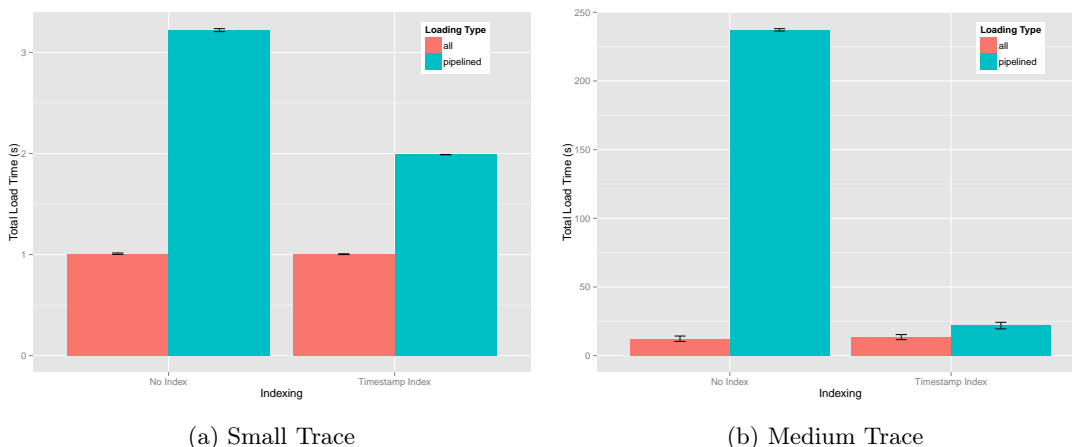 Total Load Time (s)
3
2
1
0
Loading Type
all
pipelined
No Index
Timestamp Index
Indexing
(a) Small Trace
Total Load Time (s)
250
200
150
100
50
0
Loading Type
all
pipelined
No Index
Timestamp Index
Indexing
(b) Medium Trace